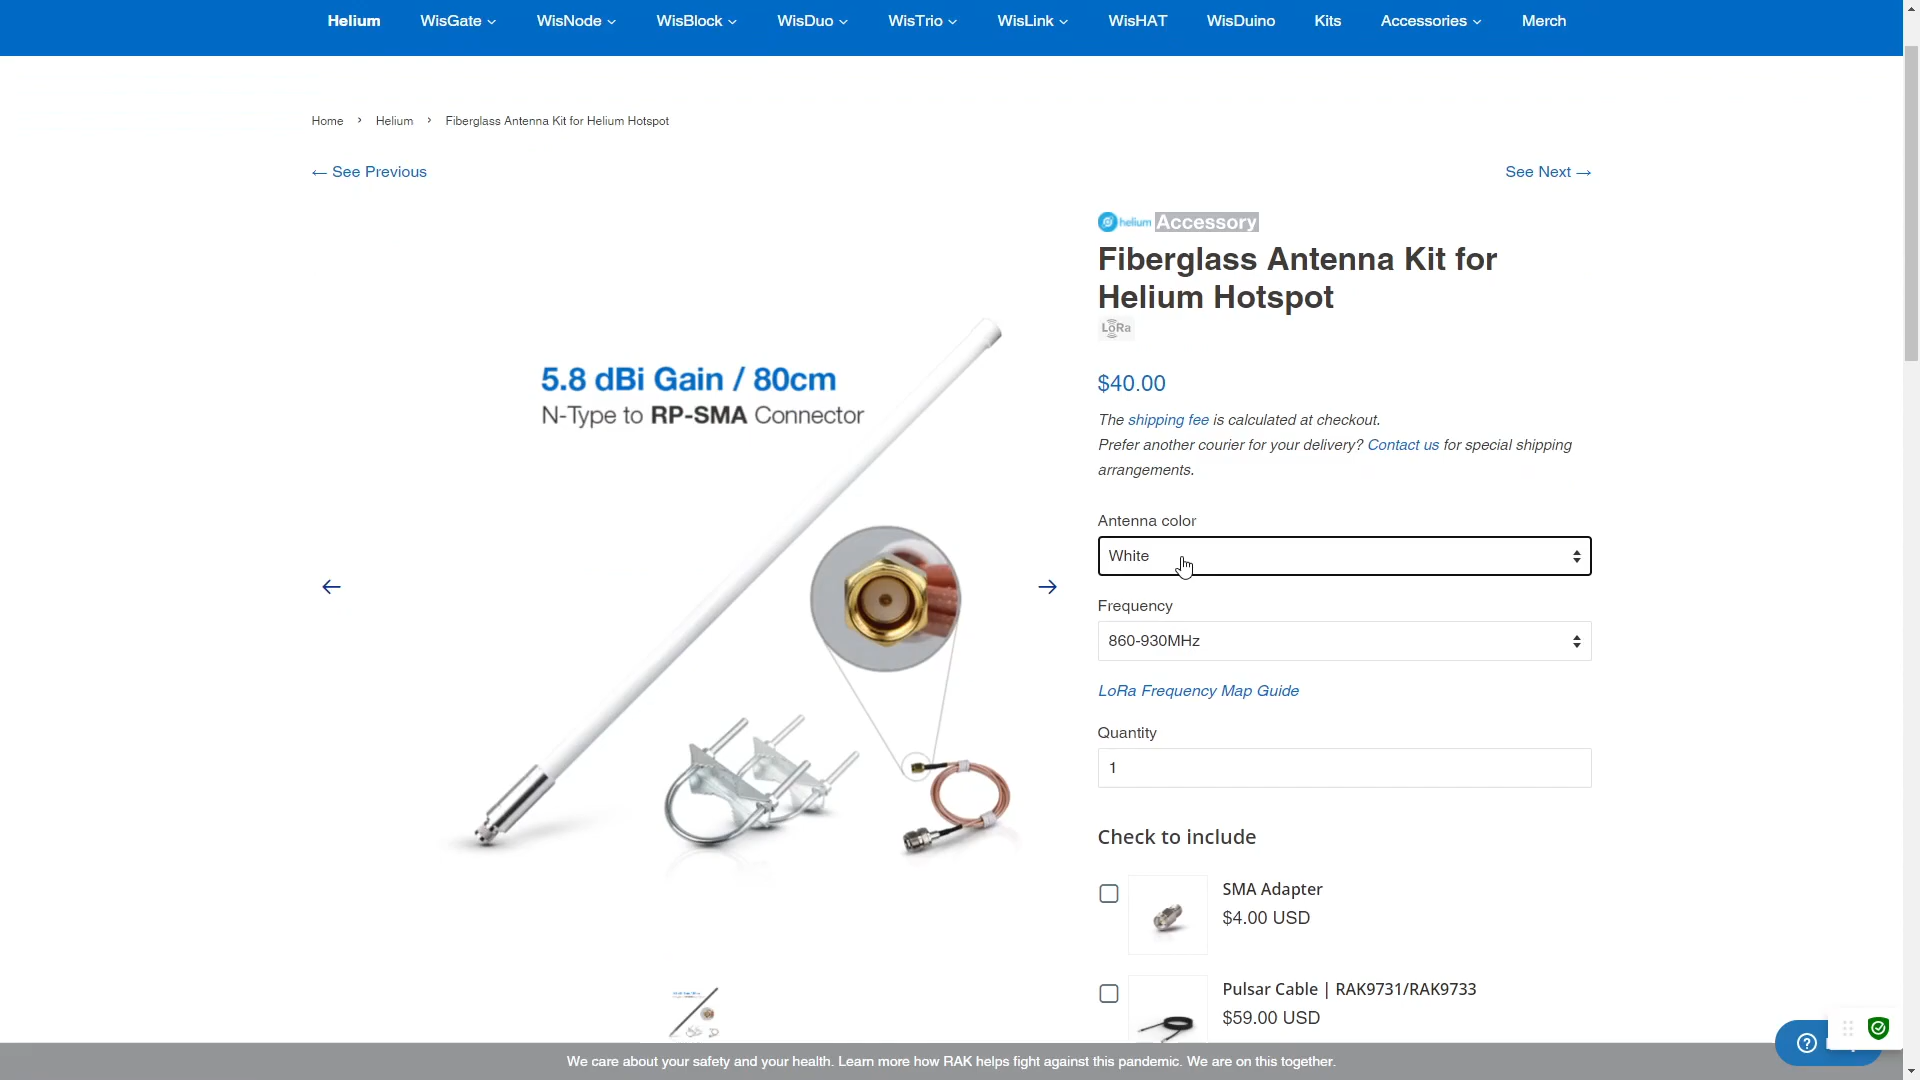 Helium WisGate WisNode WisBlock WisDuo WisTrio WisLink WisHAT WisDuino Kits Accessories Merch
Home › Helium › Fiberglass Antenna Kit for Helium Hotspot
← See Previous
See Next →
helium Accessory
Fiberglass Antenna Kit for
Helium Hotspot
LoRa
$40.00
The shipping fee is calculated at checkout.
Prefer another courier for your delivery? Contact us for special shipping
arrangements.
5.8 dBi Gain / 80cm
N-Type to RP-SMA Connector
Antenna color
White
Frequency
860-930MHz
LoRa Frequency Map Guide
Quantity
1
Check to include
SMA Adapter
$4.00 USD
Pulsar Cable | RAK9731/RAK9733
$59.00 USD
We care about your safety and your health. Learn more how RAK helps fight against this pandemic. We are on this together.